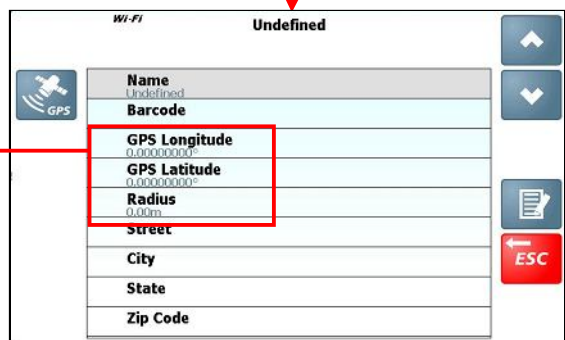 Wi-Fi
Undefined
GPS
Name
Undefined
Barcode
GPS Longitude
0.00000000°
GPS Latitude
0.00000000°
Radius
0.00m
Street
City
State
Zip Code
ESC